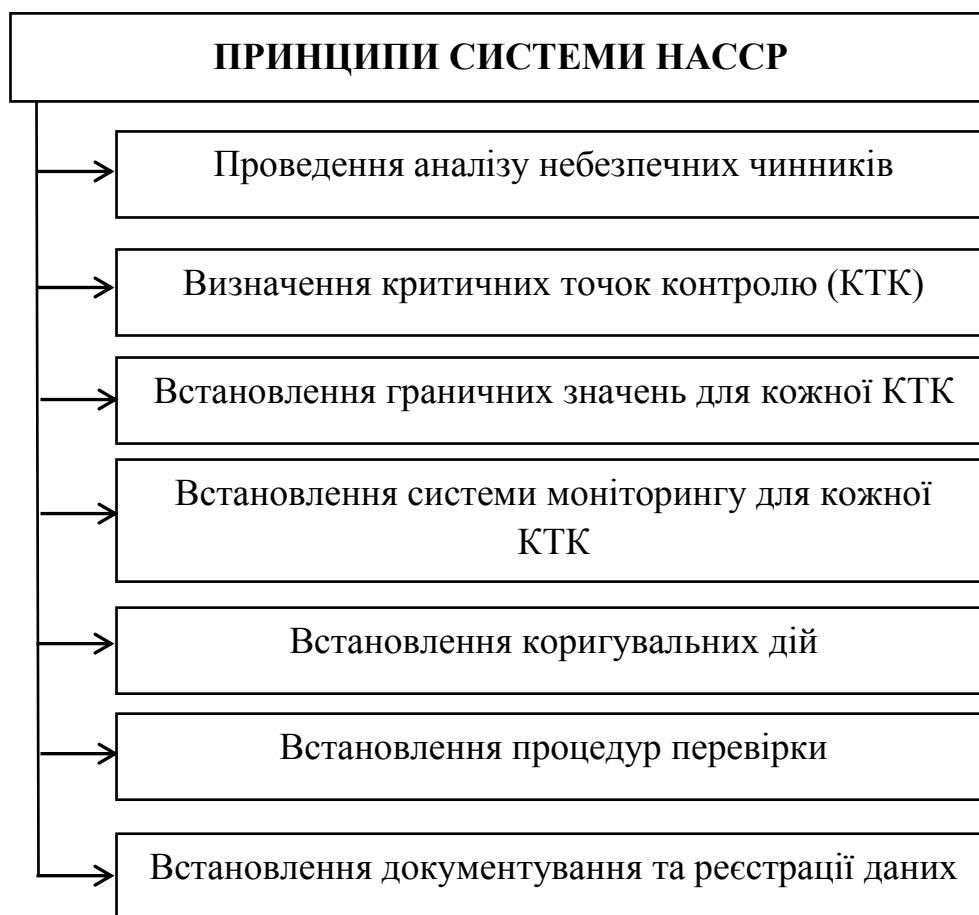 ПРИНЦИПИ СИСТЕМИ НАССР
Проведення аналізу небезпечних чинників
Визначення критичних точок контролю (КТК)
Встановлення граничних значень для кожної КТК
Встановлення системи моніторингу для кожної
КТК
Встановлення коригувальних дій
Встановлення процедур перевірки
Встановлення документування та реєстрації даних